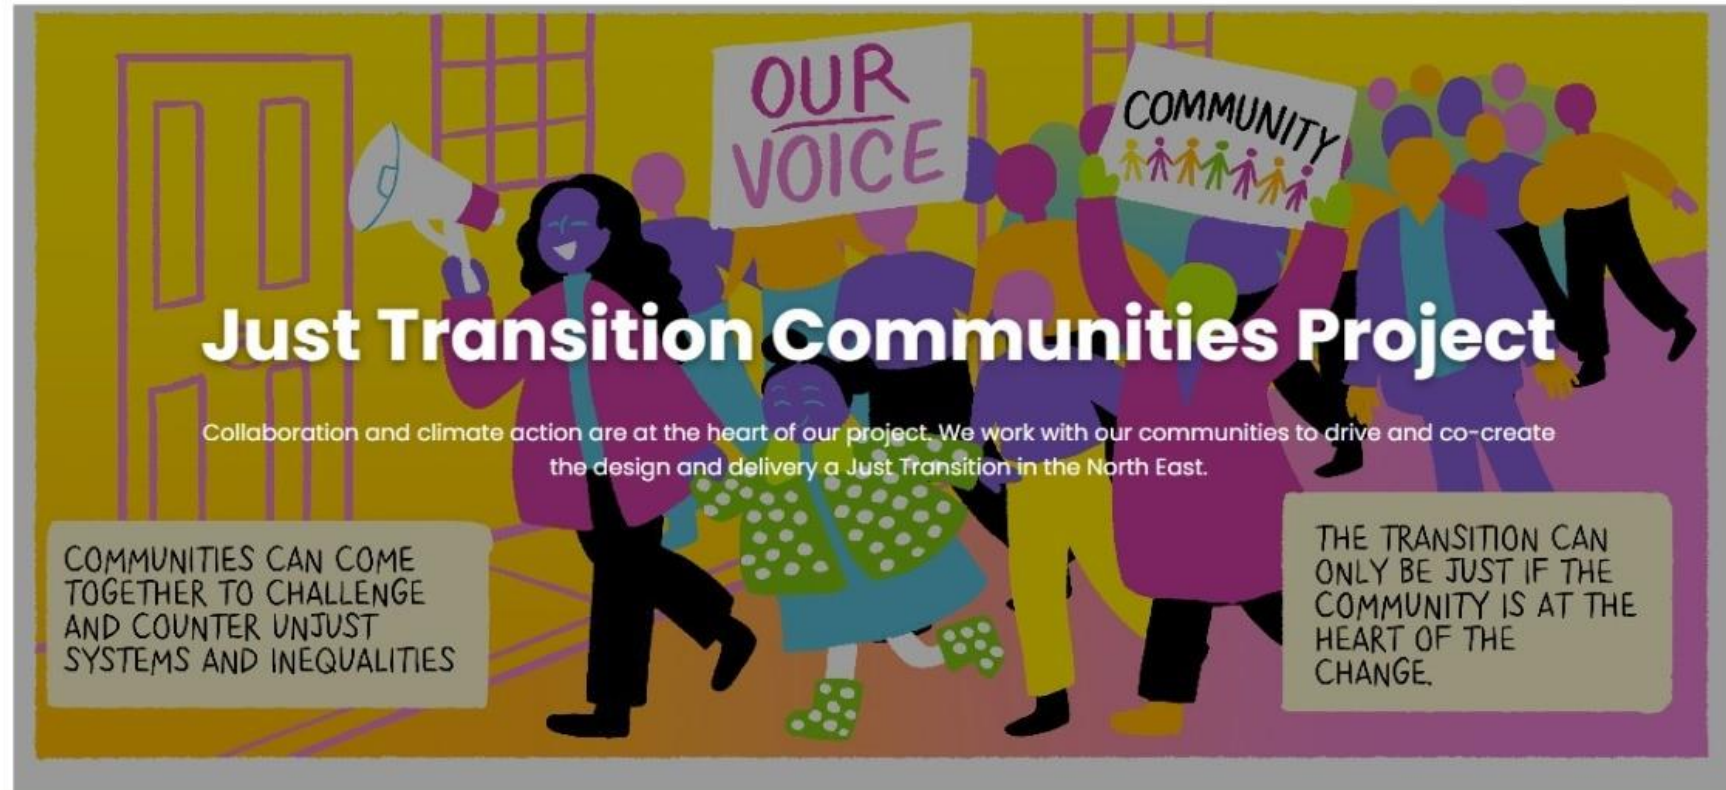 OUR
VOICE
COMMUNITY
Just Transition Communities Project
Collaboration and climate action are at the heart of our project. We work with our communities to drive and co-create
the design and delivery a Just Transition in the North East.
COMMUNITIES CAN COME
TOGETHER TO CHALLENGE
AND COUNTER UNJUST
SYSTEMS AND INEQUALITIES
THE TRANSITION CAN
ONLY BE JUST IF THE
COMMUNITY IS AT THE
HEART OF THE
CHANGE.